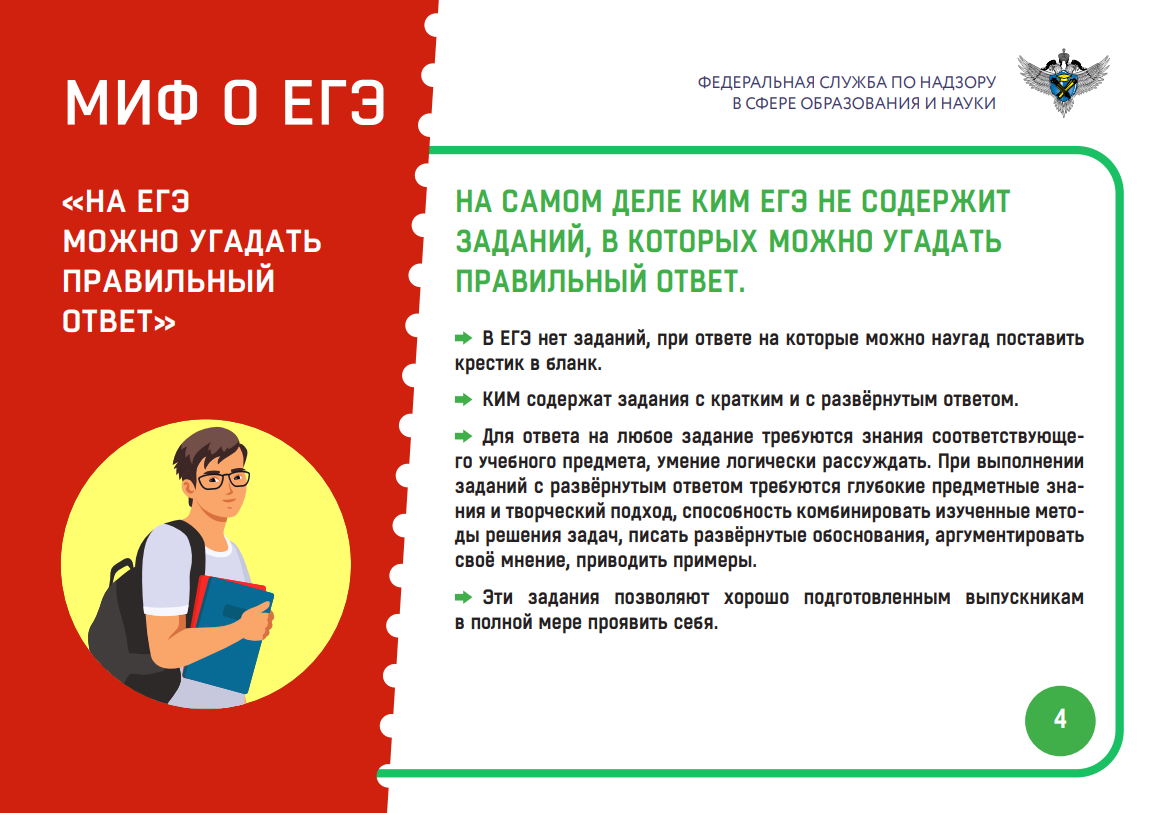 МИФ О ЕГЭ
«НА ЕГЭ
МОЖНО УГАДАТЬ
ПРАВИЛЬНЫЙ
ОТВЕТ»
ФЕДЕРАЛЬНАЯ СЛУЖБА ПО НАДЗОРУ
В СФЕРЕ ОБРАЗОВАНИЯ И НАУКИ
НА САМОМ ДЕЛЕ КИМ ЕГЭ НЕ СОДЕРЖИТ
ЗАДАНИЙ, В КОТОРЫХ МОЖНО УГАДАТЬ
ПРАВИЛЬНЫЙ ОТВЕТ.
В ЕГЭ нет заданий, при ответе на которые можно наугад поставить
крестик в бланк.
КИМ содержат задания с кратким и с развёрнутым ответом.
Для ответа на любое задание требуются знания соответствующе-
го учебного предмета, умение логически рассуждать. При выполнении
заданий с развёрнутым ответом требуются глубокие предметные зна-
ния и творческий подход, способность комбинировать изученные мето-
ды решения задач, писать развёрнутые обоснования, аргументировать
своё мнение, приводить примеры.
Эти задания позволяют хорошо подготовленным выпускникам
в полной мере проявить себя.
4